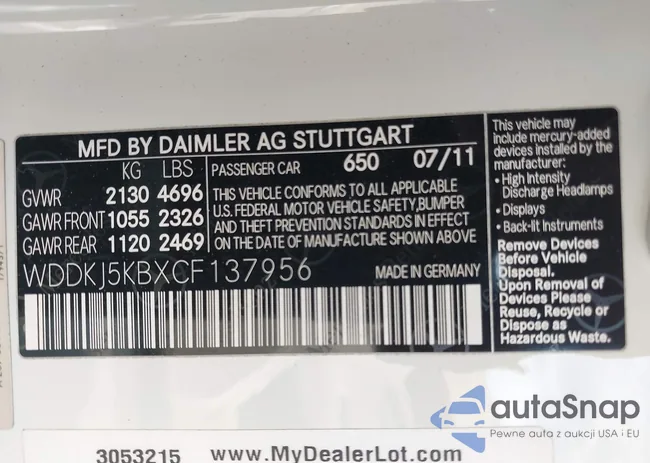 MFD BY DAIMLER AG STUTTGART
KG LBS PASSENGER CAR 650 07/11
GVWR 2130 4696
GAWR FRONT 1055 2326
GAWR REAR 1120 2469
THIS VEHICLE CONFORMS TO ALL APPLICABLE
U.S. FEDERAL MOTOR VEHICLE SAFETY, BUMPER
AND THEFT PREVENTION STANDARDS IN EFFECT
ON THE DATE OF MANUFACTURE SHOWN ABOVE.
WDDKJ5KBXCF137956 MADE IN GERMANY
This vehicle may
include mercury-added
devices installed by the
manufacturer:
• High Intensity
Discharge Headlamps
• Displays
• Back-lit Instruments
Remove Devices
Before Vehicle
Disposal.
Upon Removal of
Devices Please
Reuse, Recycle or
Dispose as
Hazardous Waste.
autaSnap
Pewne auta z aukcji USA i EU
3053215 www.MyDealerLot.com